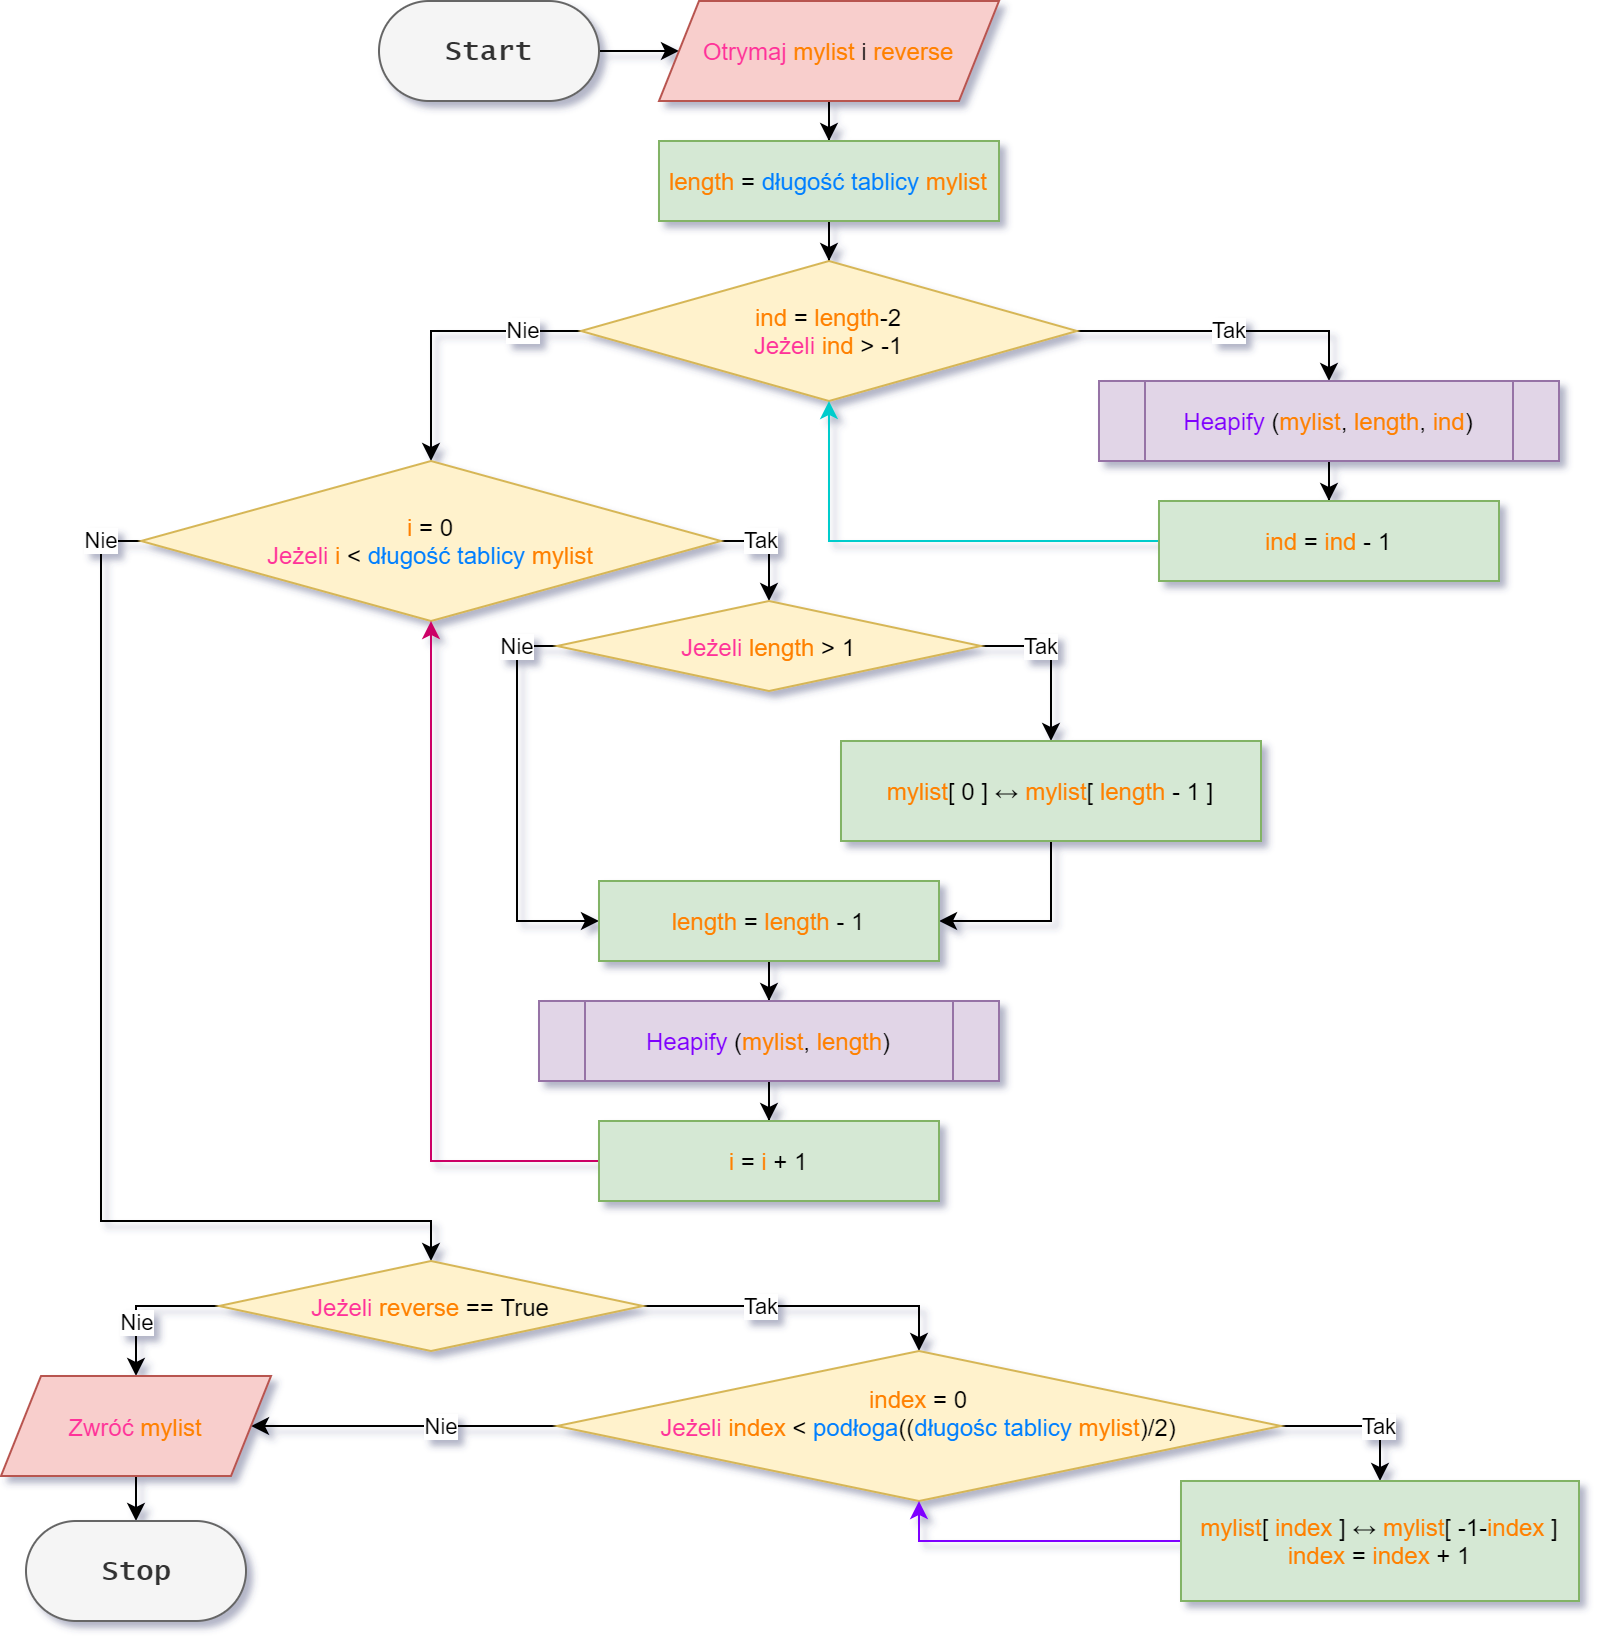 Start
Otrymaj mylist i reverse
length = długość tablicy mylist
ind = length-2
Jeżeli ind > -1
Nie
Tak
Heapify (mylist, length, ind)
ind = ind - 1
i = 0
Jeżeli i < długość tablicy mylist
Nie
Tak
Jeżeli length > 1
Nie
Tak
mylist[ 0 ] ↔ mylist[ length - 1 ]
length = length - 1
Heapify (mylist, length)
i = i + 1
Jeżeli reverse == True
Nie
Tak
index = 0
Jeżeli index < podłoga((długośc tablicy mylist)/2)
Nie
Tak
Zwróć mylist
mylist[ index ] ↔ mylist[ -1-index ]
index = index + 1
Stop